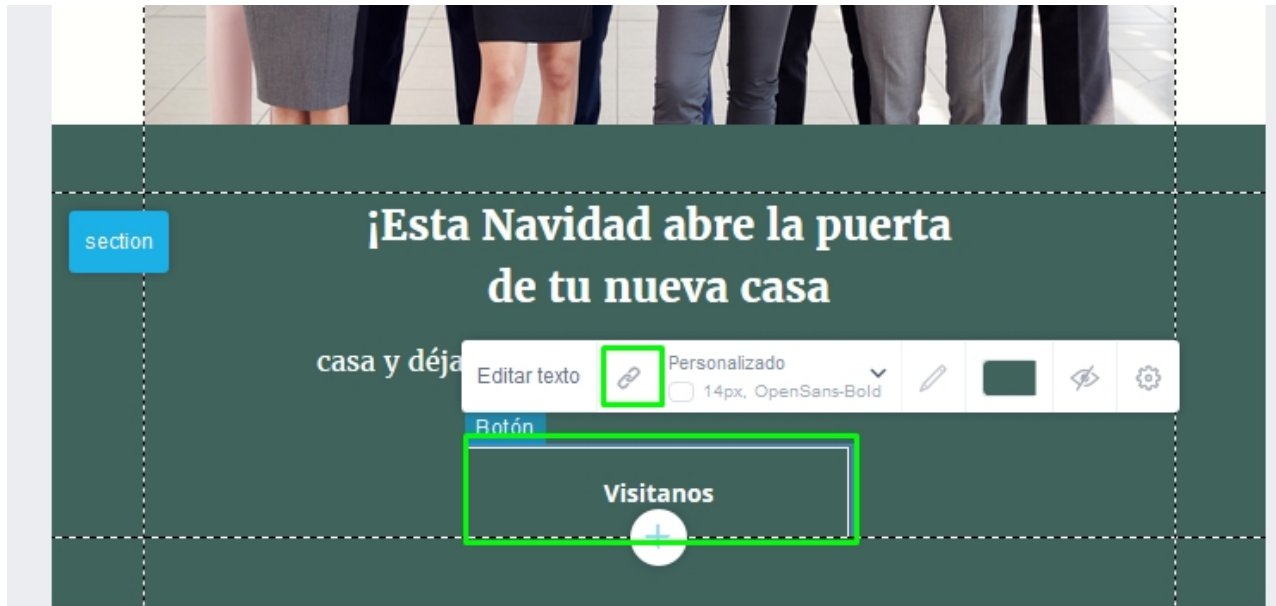 ¡Esta Navidad abre la puerta
section
de tu nueva casa
casa y déja
Editar texto
Personalizado
14px, OpenSans-Bold
Botón
Visitanos